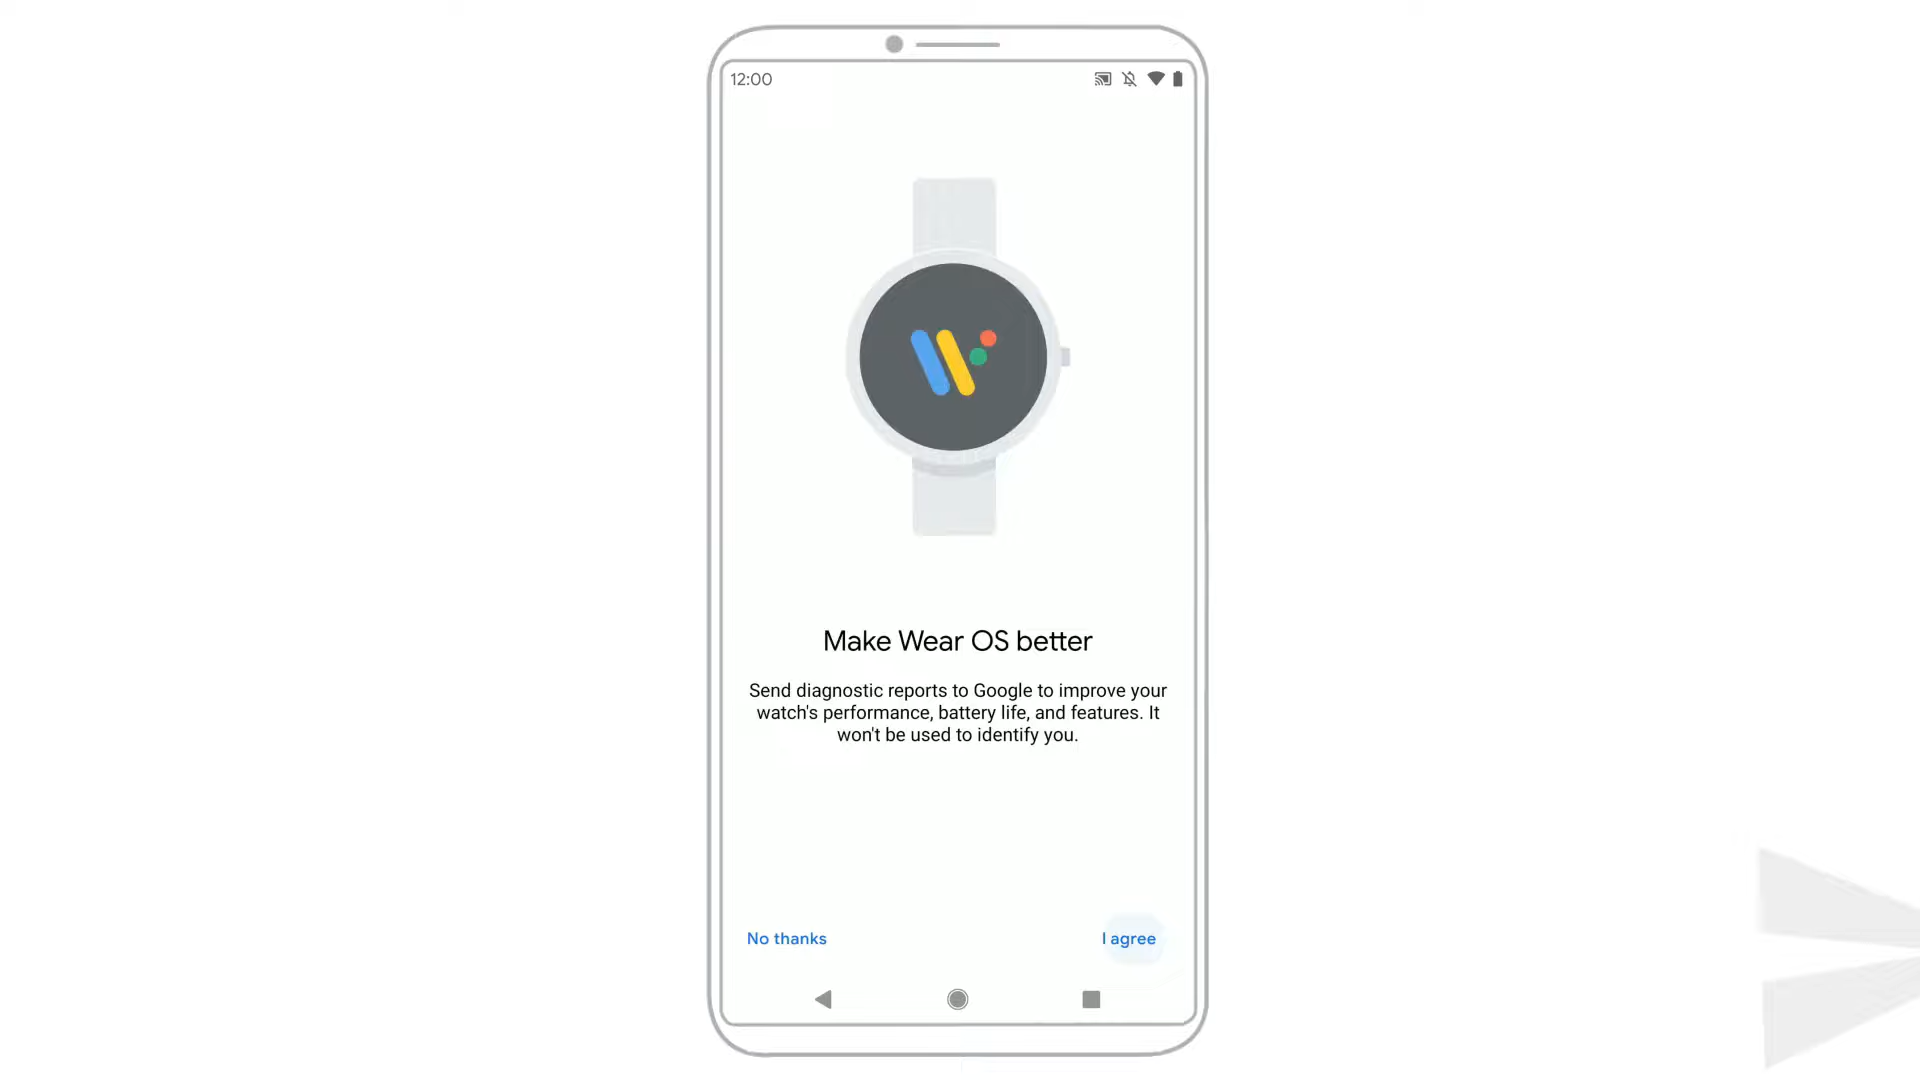 12:00
Make Wear OS better
Send diagnostic reports to Google to improve your
watch's performance, battery life, and features. It
won't be used to identify you.
No thanks
I agree